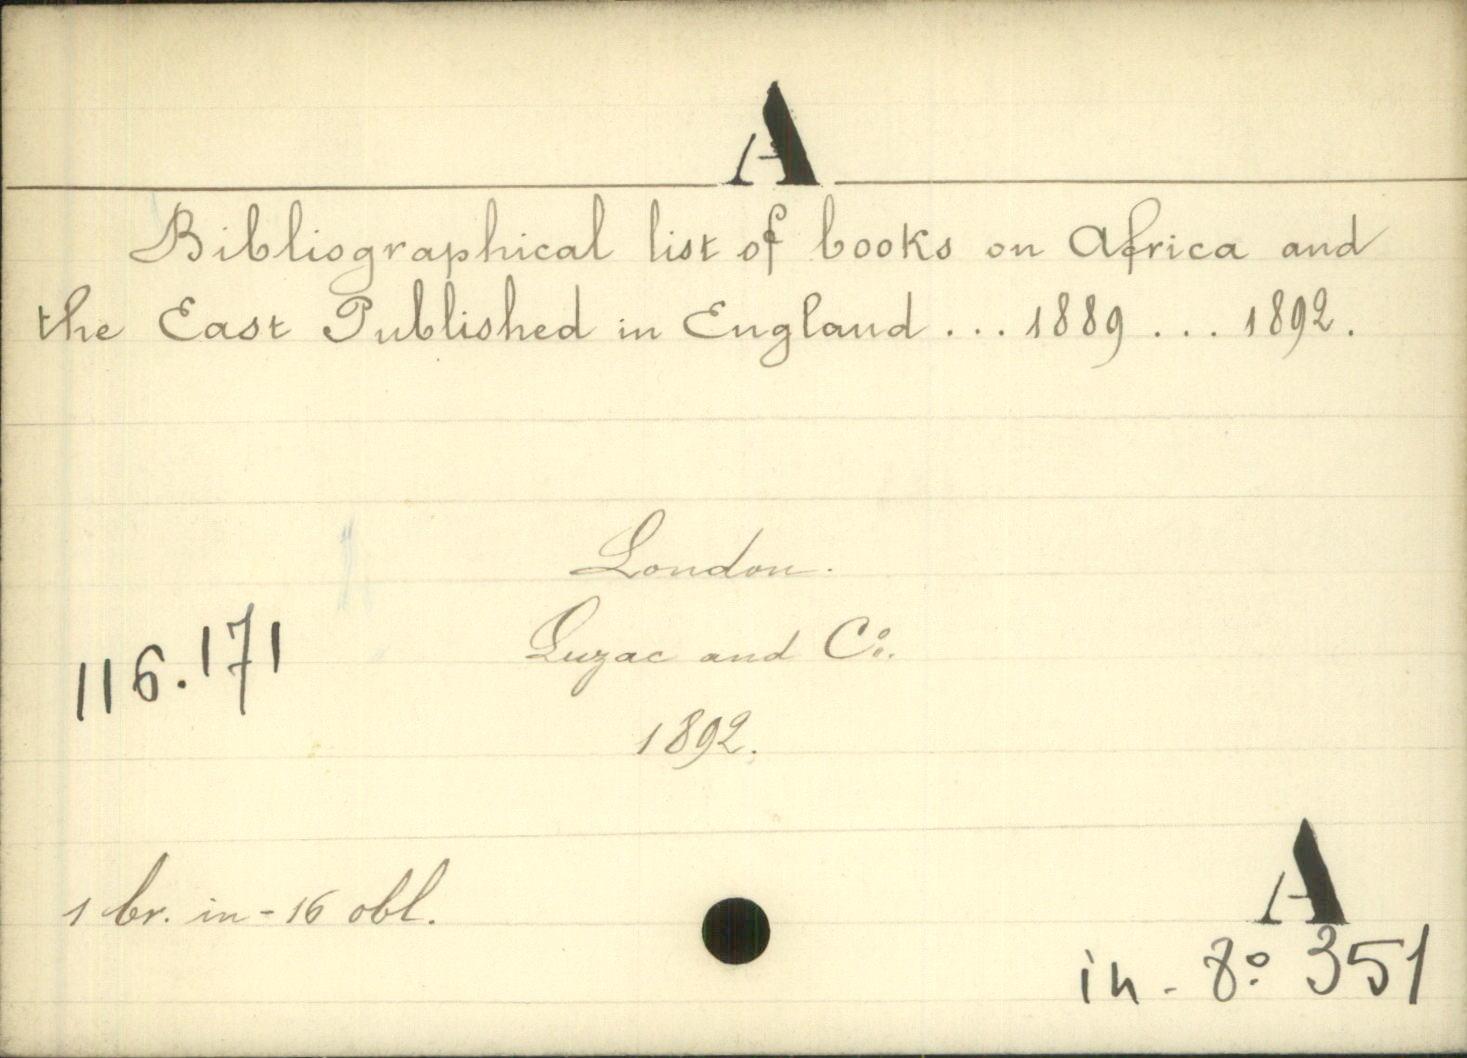 A
Bibliographical list of books on Africa and
the East Published in England ... 1889 ... 1892.
London.
Luzac and Cº.
116.171
1892.
1 br. in-16 obl.
A
in-8º 351